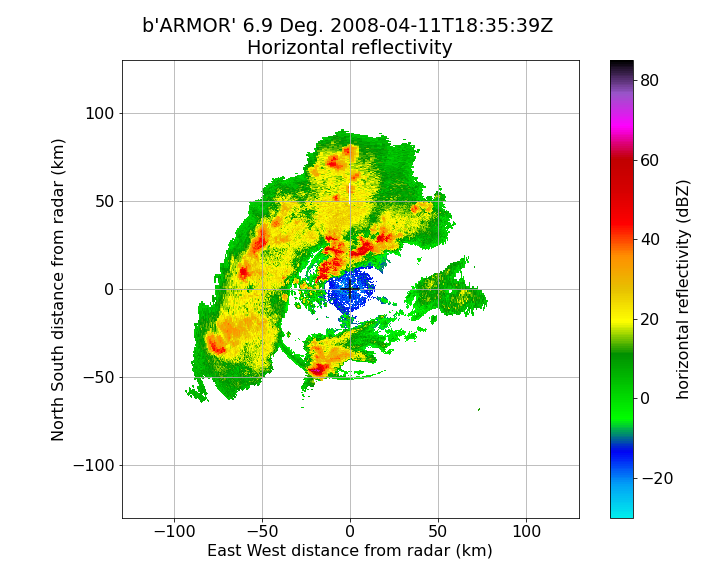 b'ARMOR' 6.9 Deg. 2008-04-11T18:35:39Z
Horizontal reflectivity
100
50
0
−50
−100
North South distance from radar (km)
−100 −50 0 50 100
East West distance from radar (km)
80
60
40
20
0
−20
horizontal reflectivity (dBZ)